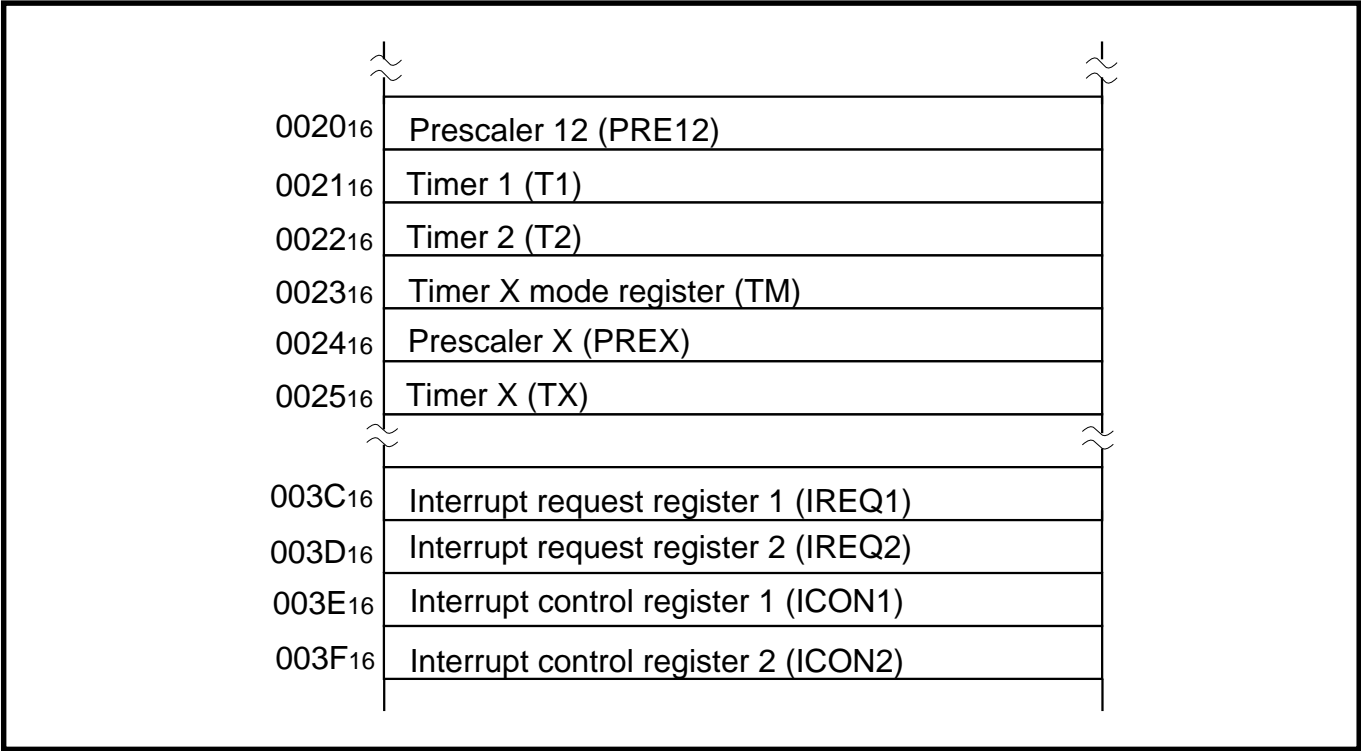 0020₁₆ Prescaler 12 (PRE12)
0021₁₆ Timer 1 (T1)
0022₁₆ Timer 2 (T2)
0023₁₆ Timer X mode register (TM)
0024₁₆ Prescaler X (PREX)
0025₁₆ Timer X (TX)
003C₁₆ Interrupt request register 1 (IREQ1)
003D₁₆ Interrupt request register 2 (IREQ2)
003E₁₆ Interrupt control register 1 (ICON1)
003F₁₆ Interrupt control register 2 (ICON2)